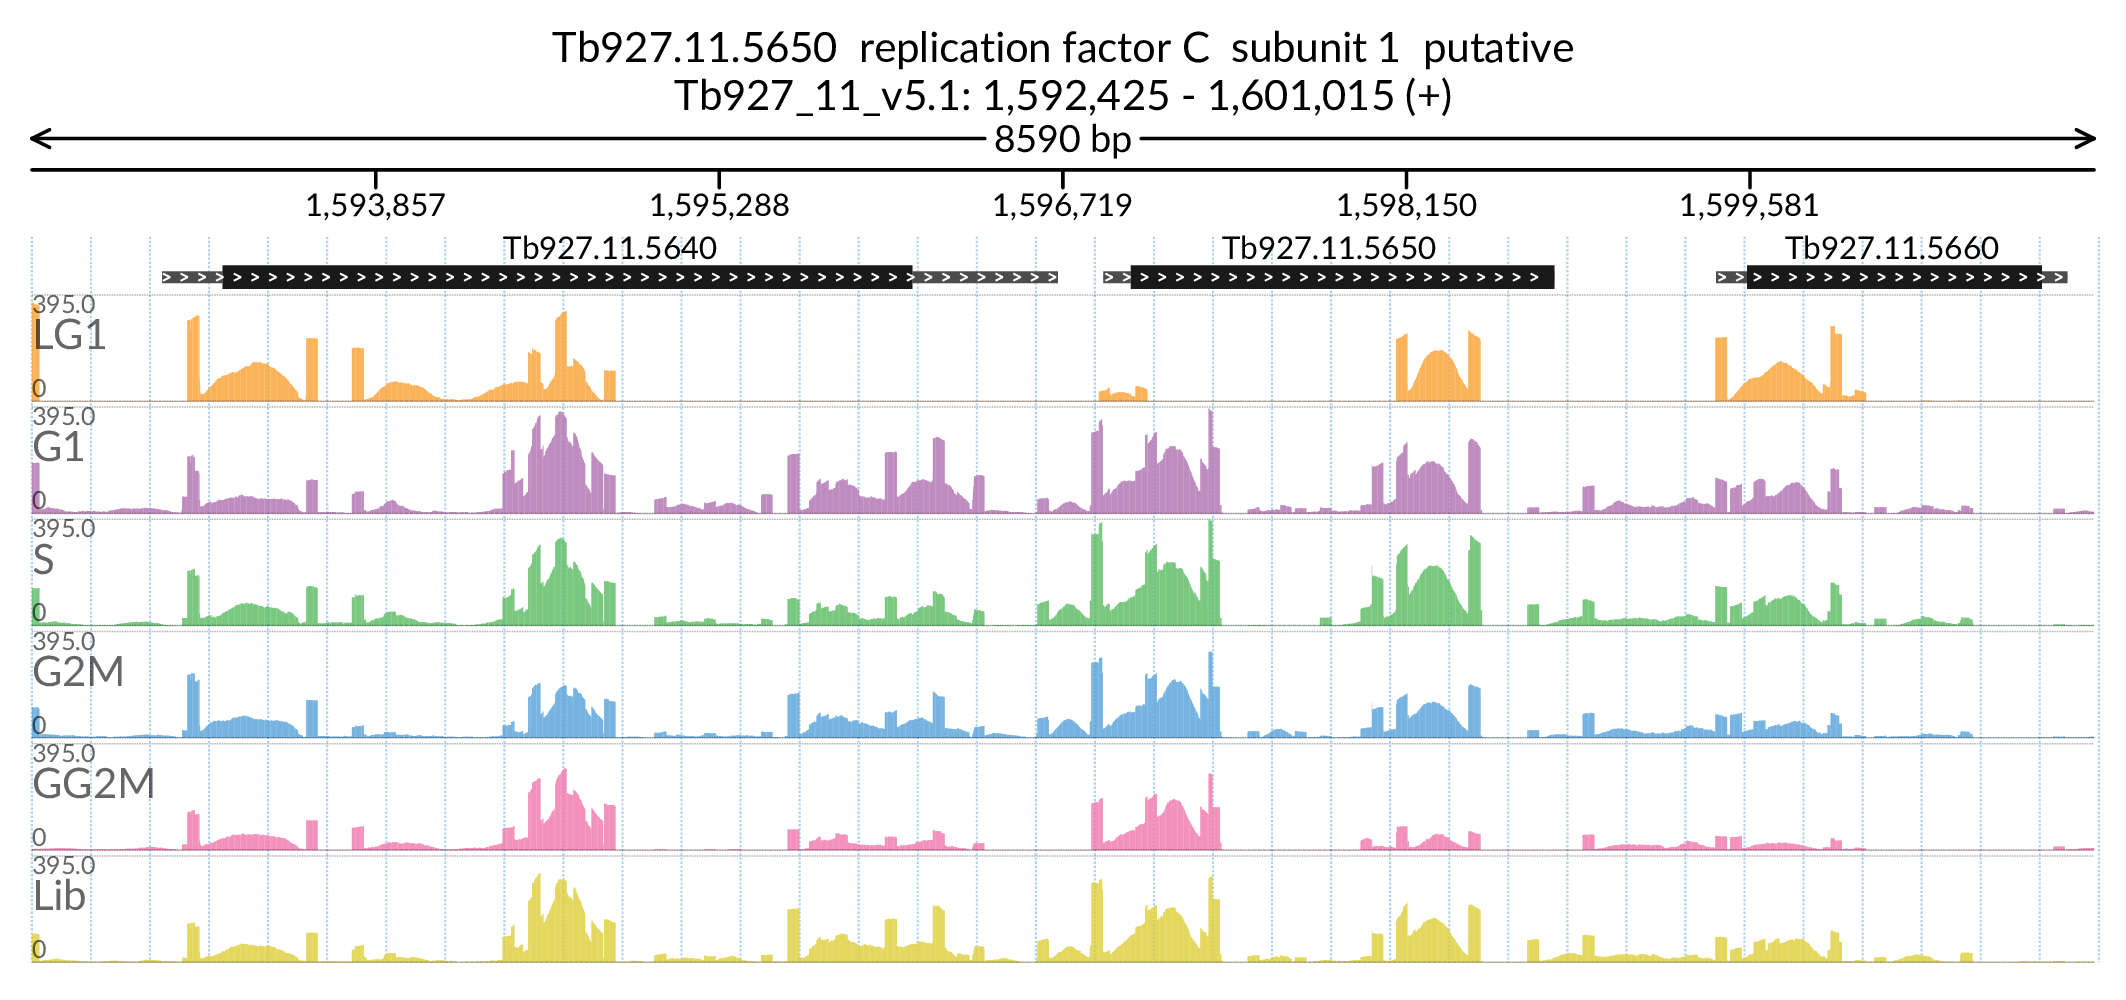 Tb927.11.5650  replication factor C  subunit 1  putative
Tb927_11_v5.1: 1,592,425 - 1,601,015 (+)
8590 bp
1,593,857 1,595,288 1,596,719 1,598,150 1,599,581
Tb927.11.5640 Tb927.11.5650 Tb927.11.5660
395.0
LG1
0
395.0
G1
0
395.0
S
0
395.0
G2M
0
395.0
GG2M
0
395.0
Lib
0